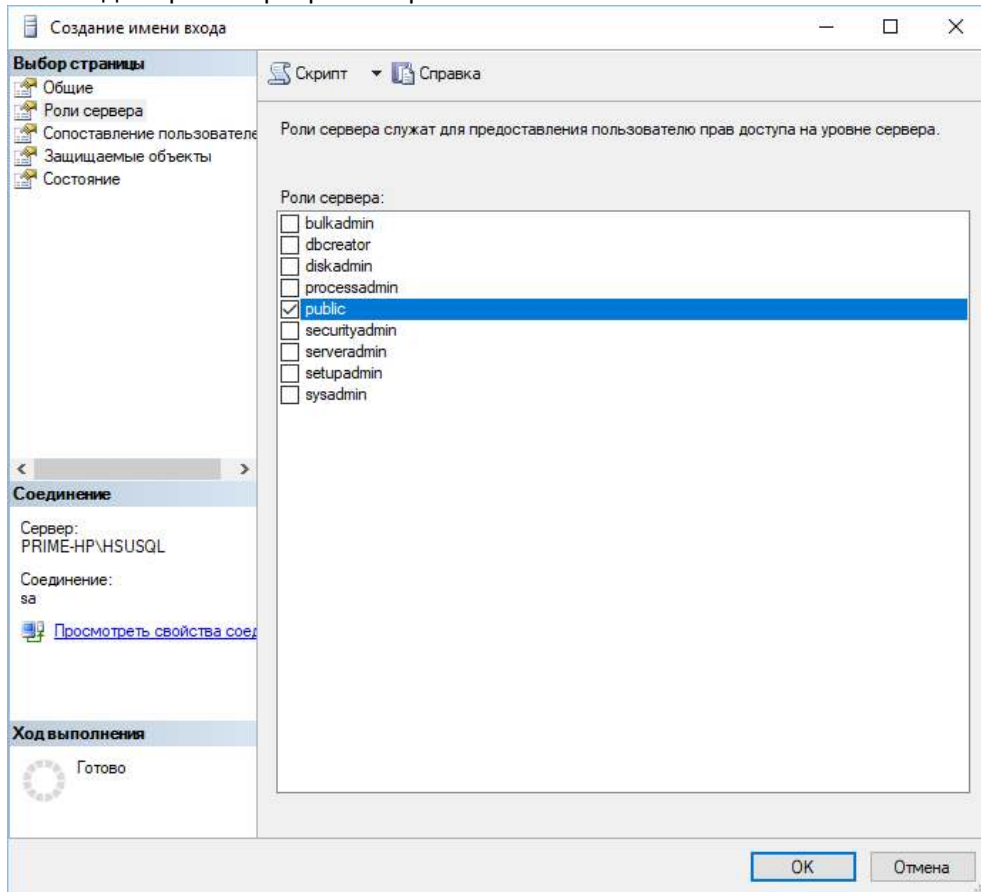 Создание имени входа
Выбор страницы
Общие
Роли сервера
Сопоставление пользователе
Защищаемые объекты
Состояние
Скрипт
Справка
Роли сервера служат для предоставления пользователю прав доступа на уровне сервера.
Роли сервера:
bulkadmin
dbcreator
diskadmin
processadmin
public
securityadmin
serveradmin
setupadmin
sysadmin
Соединение
Сервер:
PRIME-HP\HSUSQL
Соединение:
sa
Просмотреть свойства соед
Ход выполнения
Готово
OK
Отмена